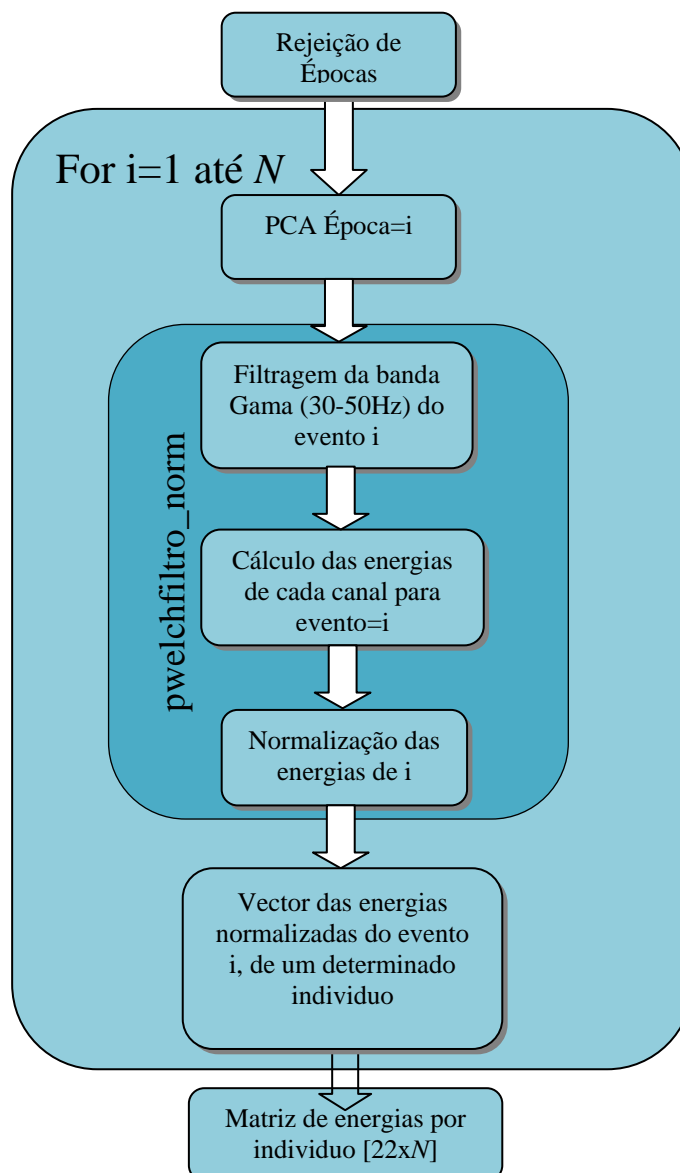 Rejeição de
Épocas
For i=1 até N
PCA Época=i
pwelchfiltro_norm
Filtragem da banda
Gama (30-50Hz) do
evento i
Cálculo das energias
de cada canal para
evento=i
Normalização das
energias de i
Vector das energias
normalizadas do evento
i, de um determinado
individuo
Matriz de energias por
individuo [22xN]